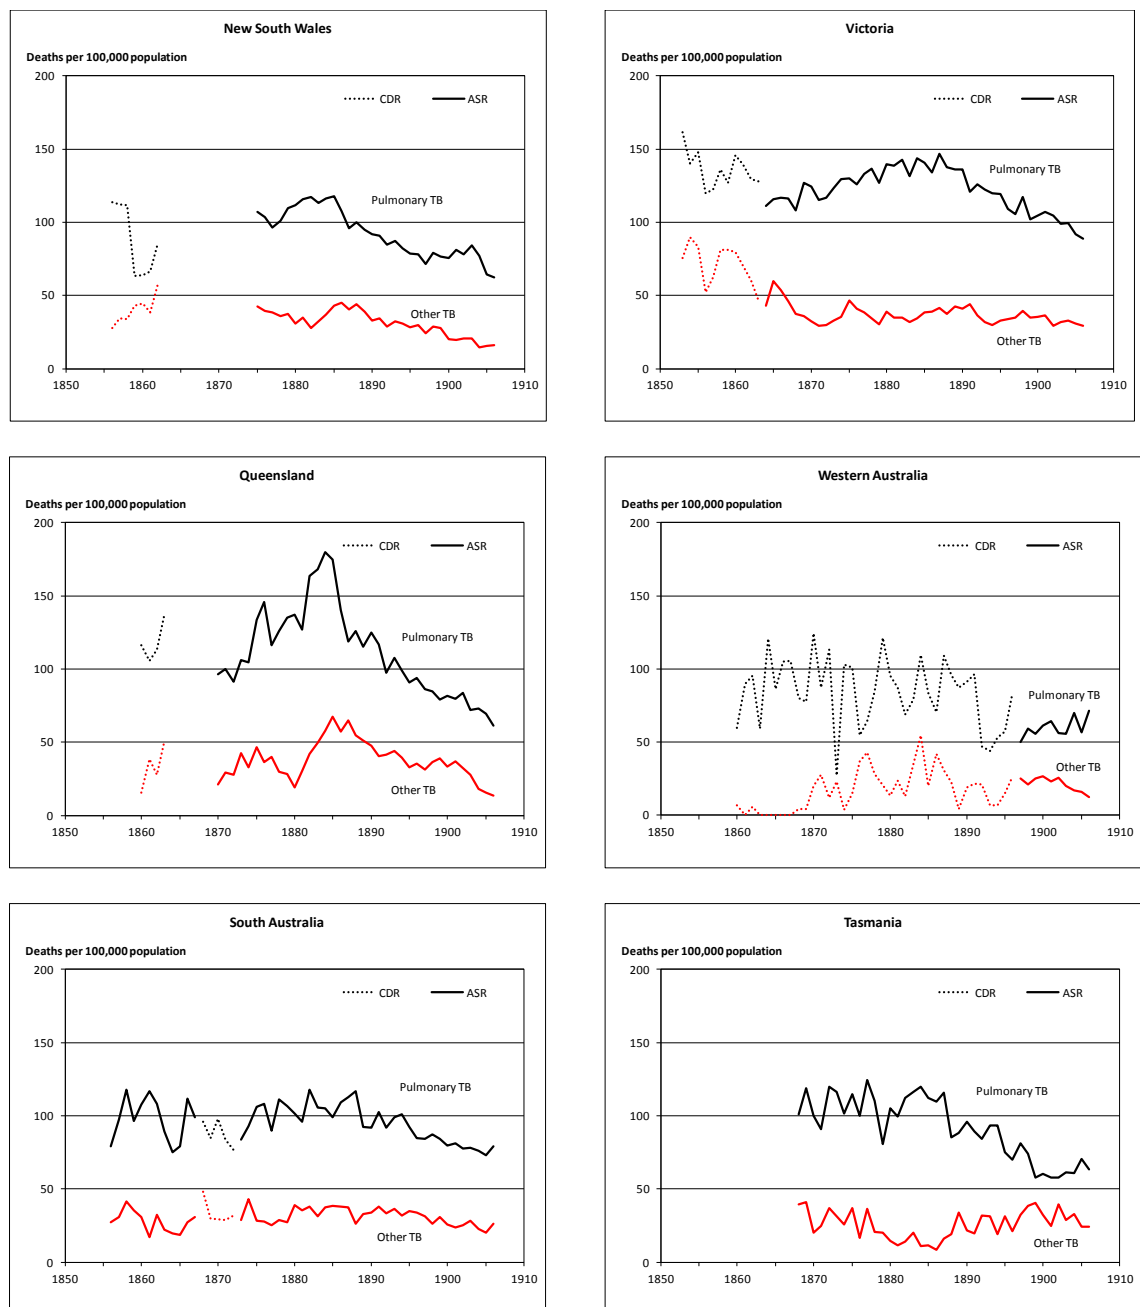 New South Wales
Deaths per 100,000 population
200
CDR ASR
150
Pulmonary TB
100
50
Other TB
0
1850 1860 1870 1880 1890 1900 1910
Victoria
Deaths per 100,000 population
200
CDR ASR
150
Pulmonary TB
100
50
Other TB
0
1850 1860 1870 1880 1890 1900 1910
Queensland
Deaths per 100,000 population
200
CDR ASR
150
Pulmonary TB
100
50
Other TB
0
1850 1860 1870 1880 1890 1900 1910
Western Australia
Deaths per 100,000 population
200
CDR ASR
150
100
Pulmonary TB
50
Other TB
0
1850 1860 1870 1880 1890 1900 1910
South Australia
Deaths per 100,000 population
200
CDR ASR
150
Pulmonary TB
100
50
Other TB
0
1850 1860 1870 1880 1890 1900 1910
Tasmania
Deaths per 100,000 population
200
CDR ASR
150
Pulmonary TB
100
50
Other TB
0
1850 1860 1870 1880 1890 1900 1910